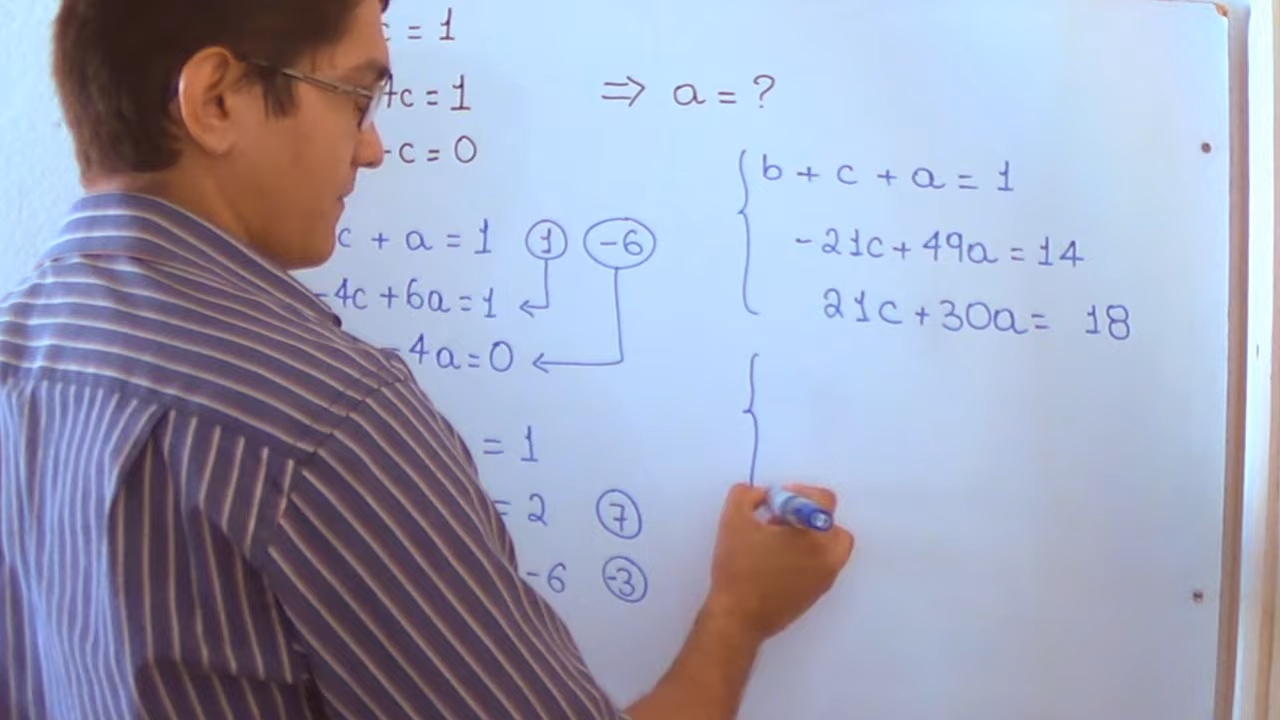 = 1
4c = 1
⇒ a = ?
-c = 0
c + a = 1 1 -6
-4c + 6a = 1
-4a = 0
= 1
= 2 7
-6 -3
b + c + a = 1
-21c + 49a = 14
21c + 30a = 18